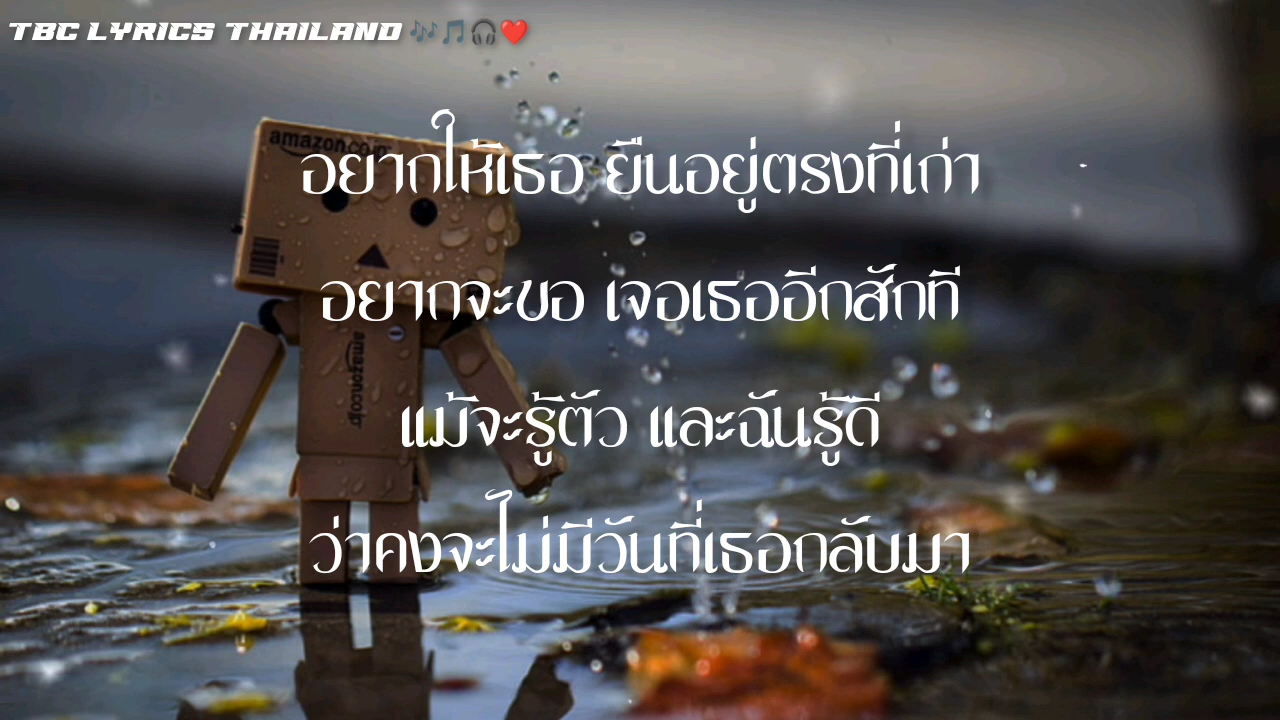 TBC LYRICS THAILAND 🎶🎵🎧❤️
amazon.co.jp
อยากให้เธอ ยืนอยู่ตรงที่เก่า
อยากจะขอ เจอเธออีกสักที
amazon.co.jp
แม้จะรู้ตัว และฉันรู้ดี
ว่าคงจะไม่มีวันที่เธอกลับมา